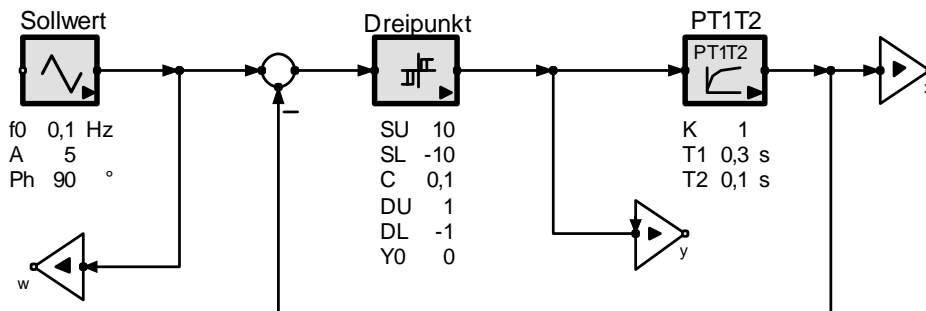 Sollwert
Dreipunkt
PT1T2
PT1T2
f0 0,1 Hz
A 5
Ph 90 °
SU 10
SL -10
C 0,1
DU 1
DL -1
Y0 0
K 1
T1 0,3 s
T2 0,1 s
w
y